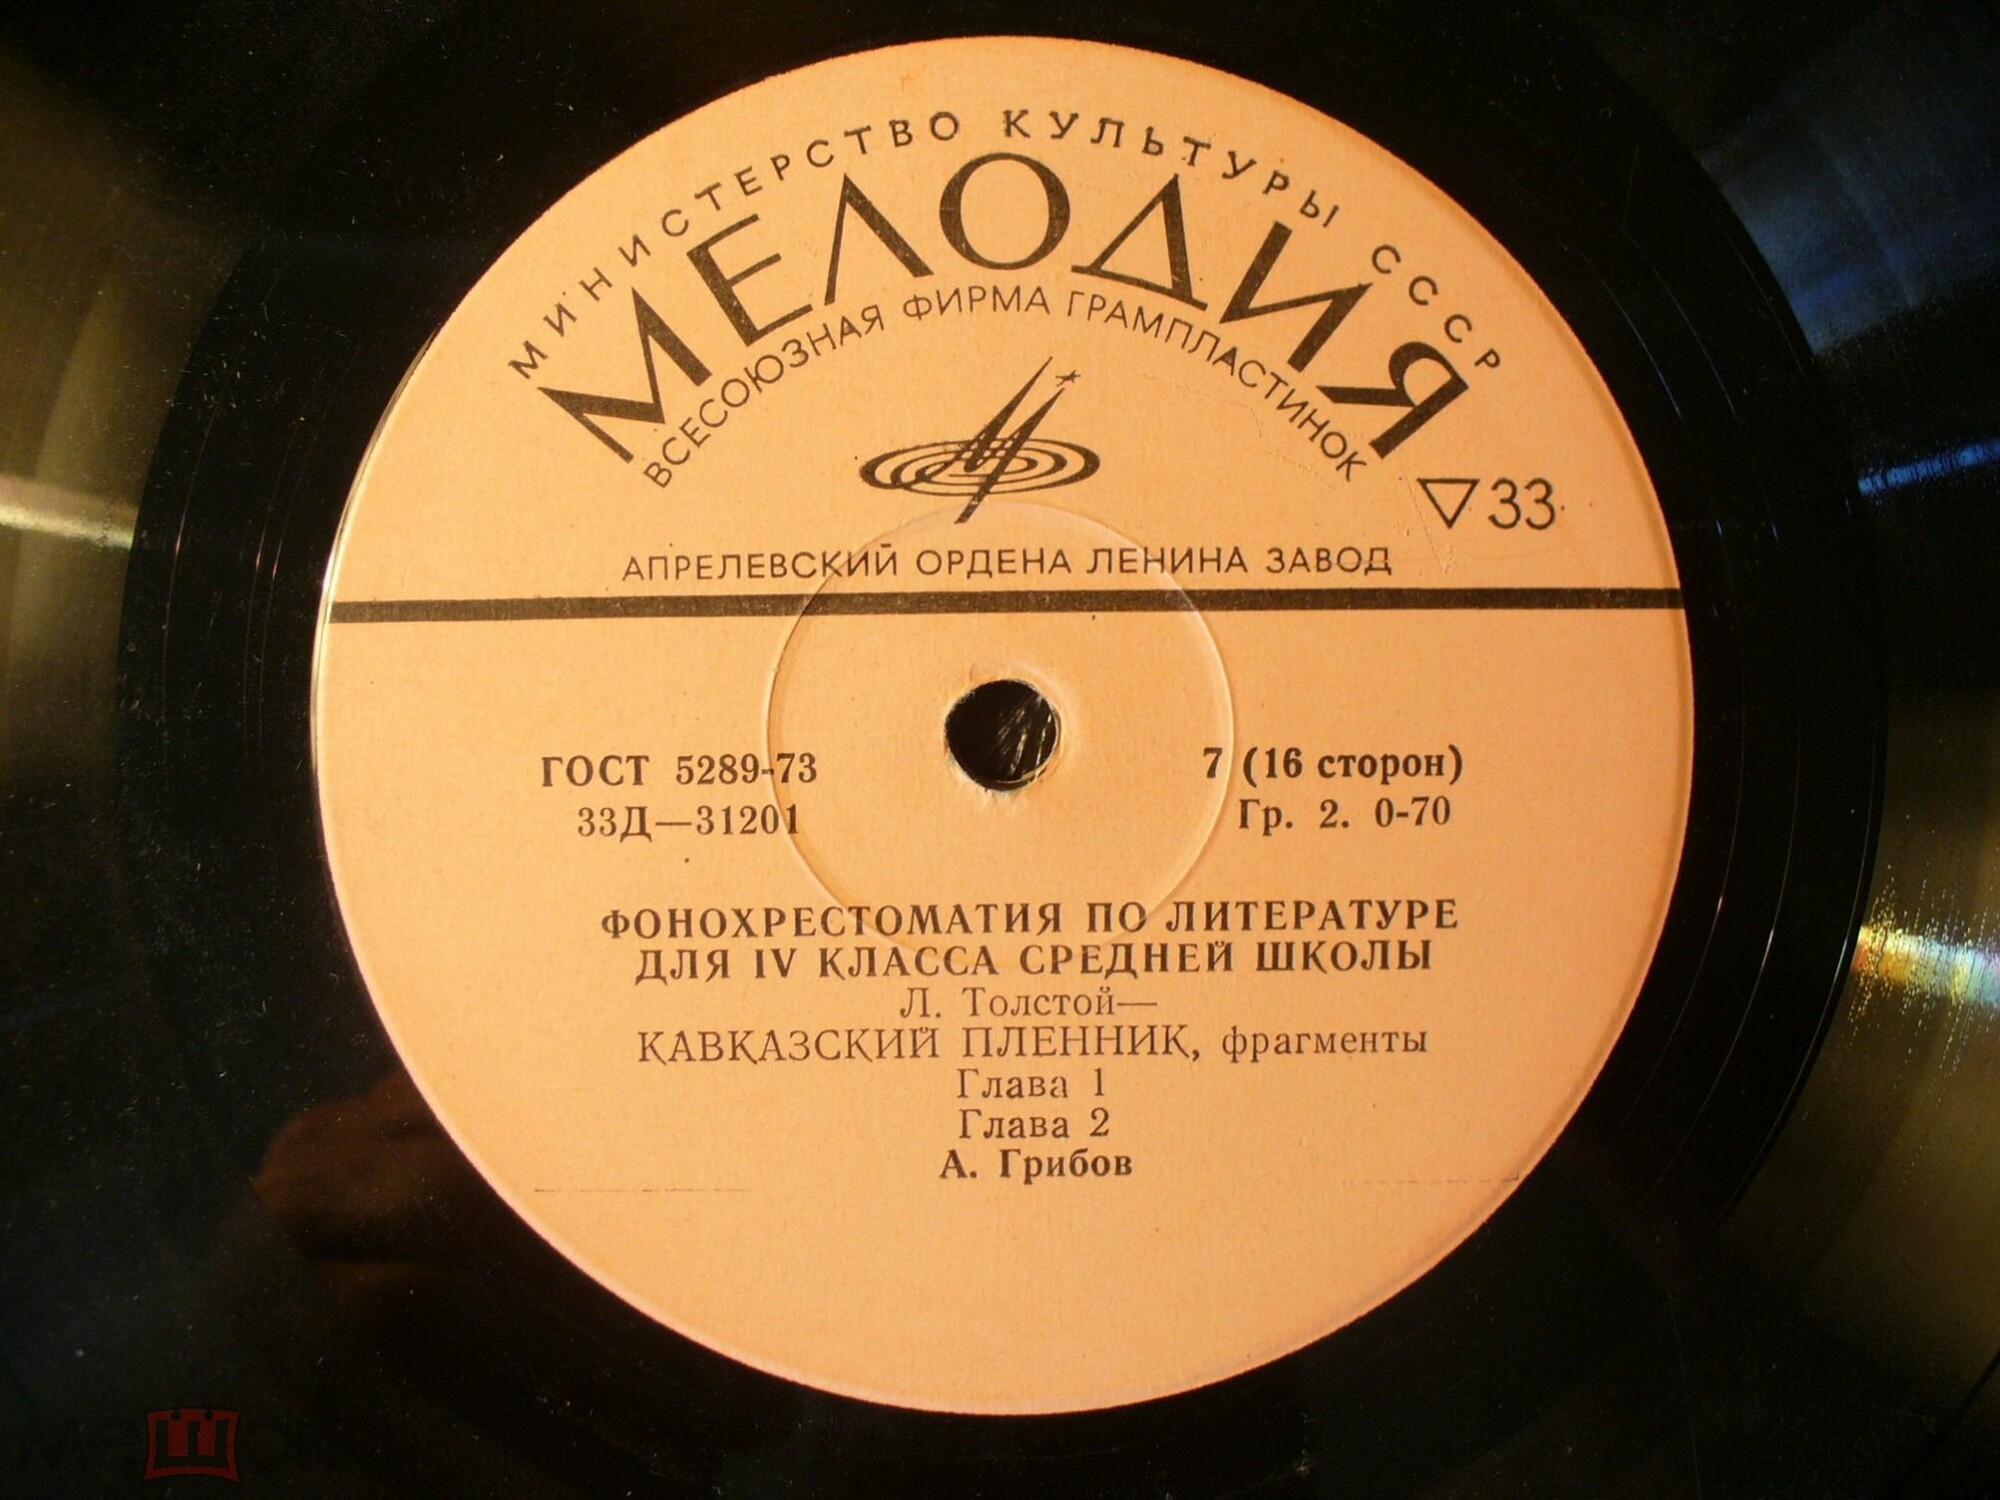 МИНИСТЕРСТВО КУЛЬТУРЫ СССР
МЕЛОДИЯ
ВСЕСОЮЗНАЯ ФИРМА ГРАМПЛАСТИНОК
▽33
АПРЕЛЕВСКИЙ ОРДЕНА ЛЕНИНА ЗАВОД
ГОСТ 5289-73
7 (16 сторон)
33Д—31201
Гр. 2. 0-70
ФОНОХРЕСТОМАТИЯ ПО ЛИТЕРАТУРЕ
ДЛЯ IV КЛАССА СРЕДНЕЙ ШКОЛЫ
Л. Толстой—
КАВКАЗСКИЙ ПЛЕННИК, фрагменты
Глава 1
Глава 2
А. Грибов